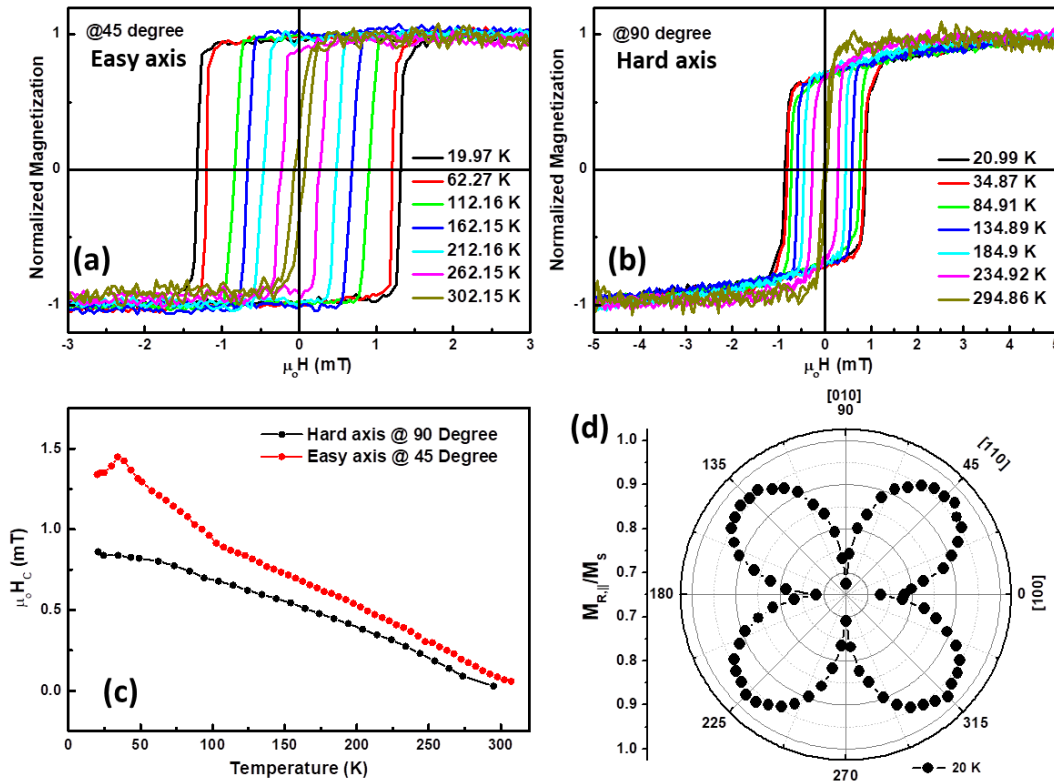 @45 degree
Easy axis
(a)
Normalized Magnetization
1
0
-1
19.97 K
62.27 K
112.16 K
162.15 K
212.16 K
262.15 K
302.15 K
-3 -2 -1 0 1 2 3
μoH (mT)
@90 degree
Hard axis
(b)
Normalized Magnetization
1
0
-1
20.99 K
34.87 K
84.91 K
134.89 K
184.9 K
234.92 K
294.86 K
-5 -4 -3 -2 -1 0 1 2 3 4 5
μoH (mT)
Hard axis @ 90 Degree
Easy axis @ 45 Degree
(c)
μoHC (mT)
1.5
1.0
0.5
0.0
0 50 100 150 200 250 300
Temperature (K)
(d)
[010]
90
[110]
45
[100]
0
135
180
225
270
315
MR,||/MS
1.0
0.9
0.8
0.7
0.7
0.8
0.9
1.0
20 K